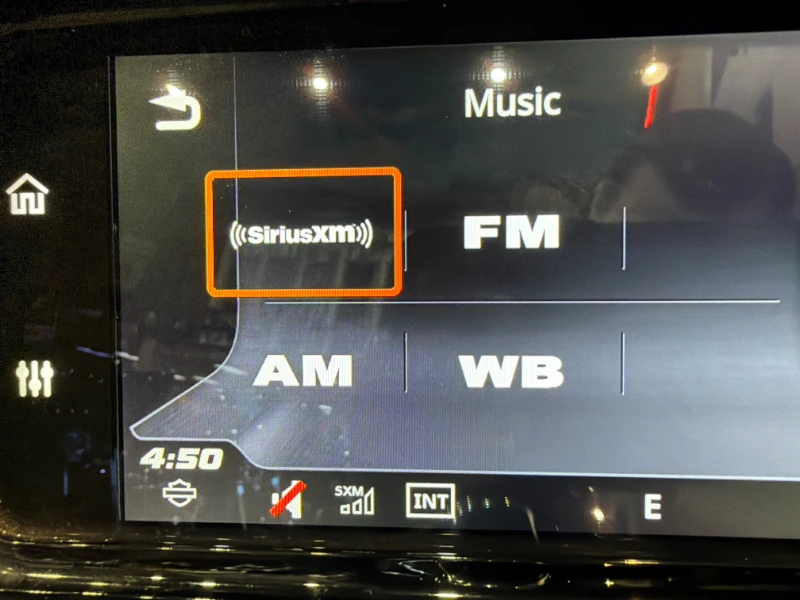 Music
((SiriusXM))
FM
AM
WB
4:50
SXM
INT
E